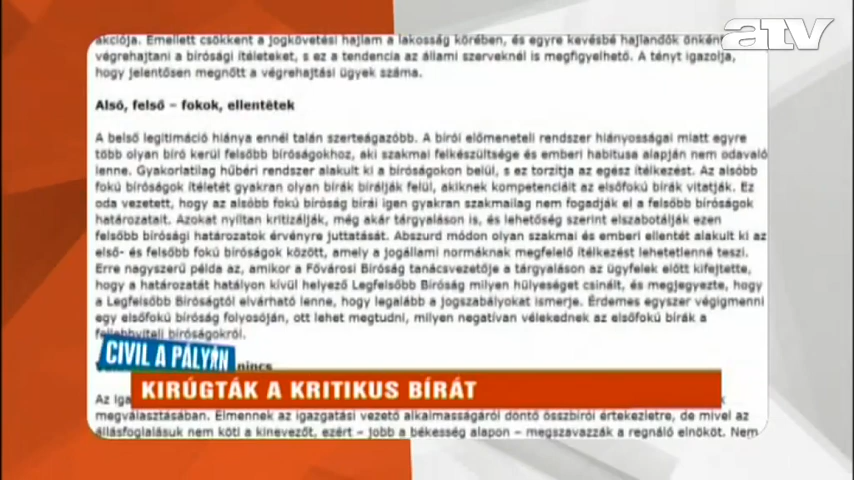 atv
akciója. Emellett csökkent a jogkövetési hajlam a lakosság körében, és egyre kevésbé hajlandók önként
végrehajtani a bírósági ítéleteket, s ez a tendencia az állami szerveknél is megfigyelhető. A tényt igazolja,
hogy jelentősen megnőtt a végrehajtási ügyek száma.
Alsó, felső – fokok, ellentétek
A belső legitimáció hiánya ennél talán szerteágazóbb. A bírói előmeneteli rendszer hiányosságai miatt egyre
több olyan bíró kerül felsőbb bíróságokhoz, aki szakmai felkészültsége és emberi habitusa alapján nem odavaló
lenne. Gyakorlatilag hűbéri rendszer alakult ki a bíróságokon belül, s ez torzítja az egész ítélkezést. Az alsóbb
fokú bíróságok ítéletét gyakran olyan bírák bírálják felül, akiknek kompetenciáit az elsőfokú bírák vitatják. Ez
oda vezetett, hogy az alsóbb fokú bíróság bírái igen gyakran szakmailag nem fogadják el a felsőbb bíróságok
határozatait. Azokat nyíltan kritizálják, még akár tárgyaláson is, és lehetőség szerint elszabotálják ezen
felsőbb bírósági határozatok érvényre juttatását. Abszurd módon olyan szakmai és emberi ellentét alakult ki az
első- és felsőbb fokú bíróságok között, amely a jogállami normáknak megfelelő ítélkezést lehetetlenné teszi.
Erre nagyszerű példa az, amikor a Fővárosi Bíróság tanácsvezetője a tárgyaláson az ügyfelek előtt kifejtette,
hogy a határozatát hatályon kívül helyező Legfelsőbb Bíróság milyen hülyeséget csinált, és megjegyezte, hogy
a Legfelsőbb Bíróságtól elvárható lenne, hogy legalább a jogszabályokat ismerje. Érdemes egyszer végigmenni
egy elsőfokú bíróság folyosóján, ott lehet megtudni, milyen negatívan vélekednek az elsőfokú bírák a
fellebbviteli bíróságokról.
CIVIL A PÁLYÁN
nincs
KIRÚGTÁK A KRITIKUS BÍRÁT
Az
megválasztásában. Elmennek az igazgatási vezető alkalmasságáról döntő összbírói értekezletre, de mivel az
állásfoglalásuk nem köti a kinevezőt, ezért – jobb a békesség alapon – megszavazzák a regnáló elnököt. Nem